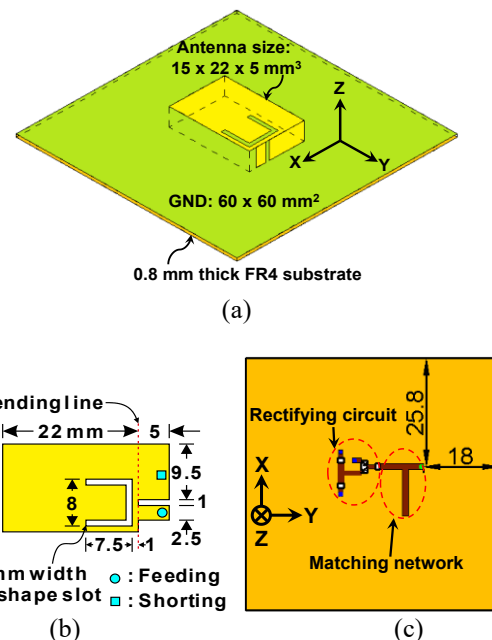 Antenna size:
15 x 22 x 5 mm³
Z
X
Y
GND: 60 x 60 mm²
0.8 mm thick FR4 substrate
(a)
ending line
22 mm
5
9.5
8
1
2.5
7.5
1
mm width
shape slot
: Feeding
: Shorting
(b)
25.8
Rectifying circuit
18
X
Y
Z
Matching network
(c)